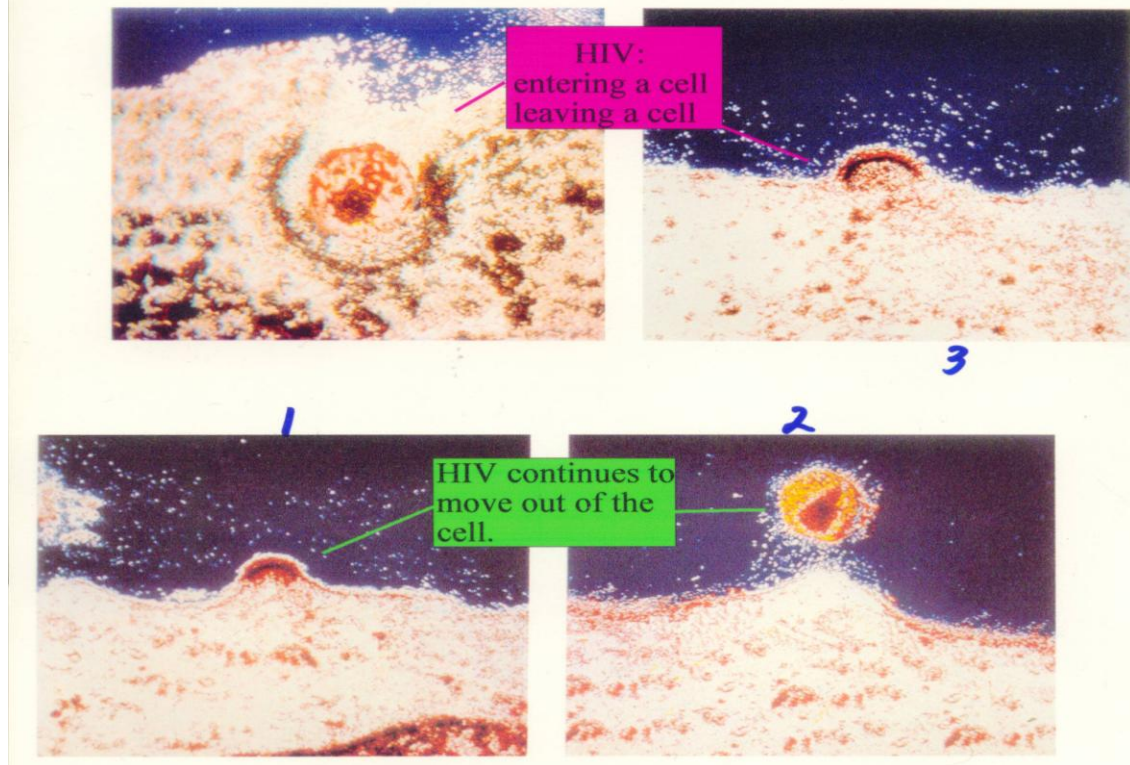 HIV:
entering a cell
leaving a cell
3
1
2
HIV continues to
move out of the
cell.